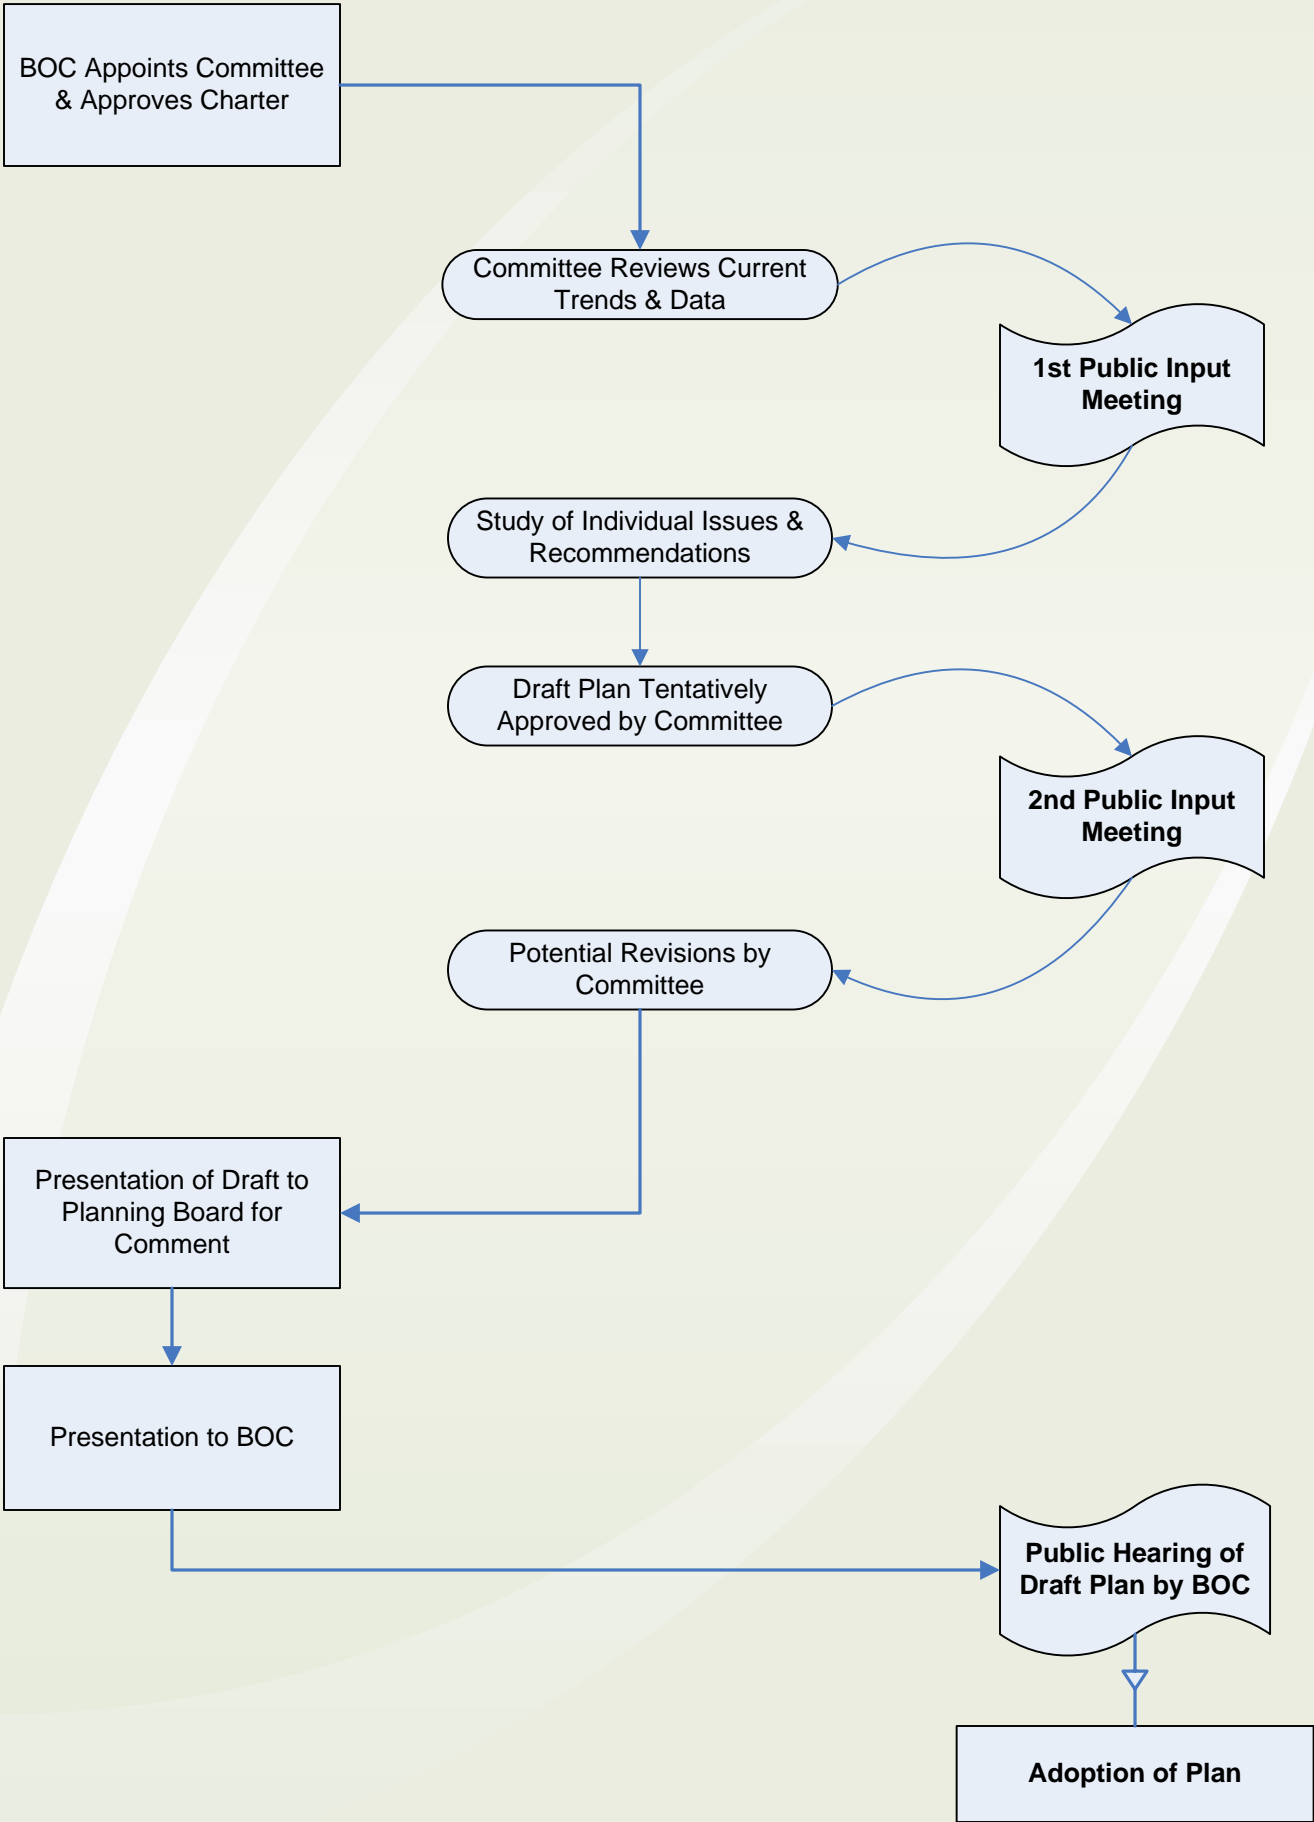 BOC Appoints Committee
& Approves Charter
Committee Reviews Current
Trends & Data
1st Public Input
Meeting
Study of Individual Issues &
Recommendations
Draft Plan Tentatively
Approved by Committee
2nd Public Input
Meeting
Potential Revisions by
Committee
Presentation of Draft to
Planning Board for
Comment
Presentation to BOC
Public Hearing of
Draft Plan by BOC
Adoption of Plan